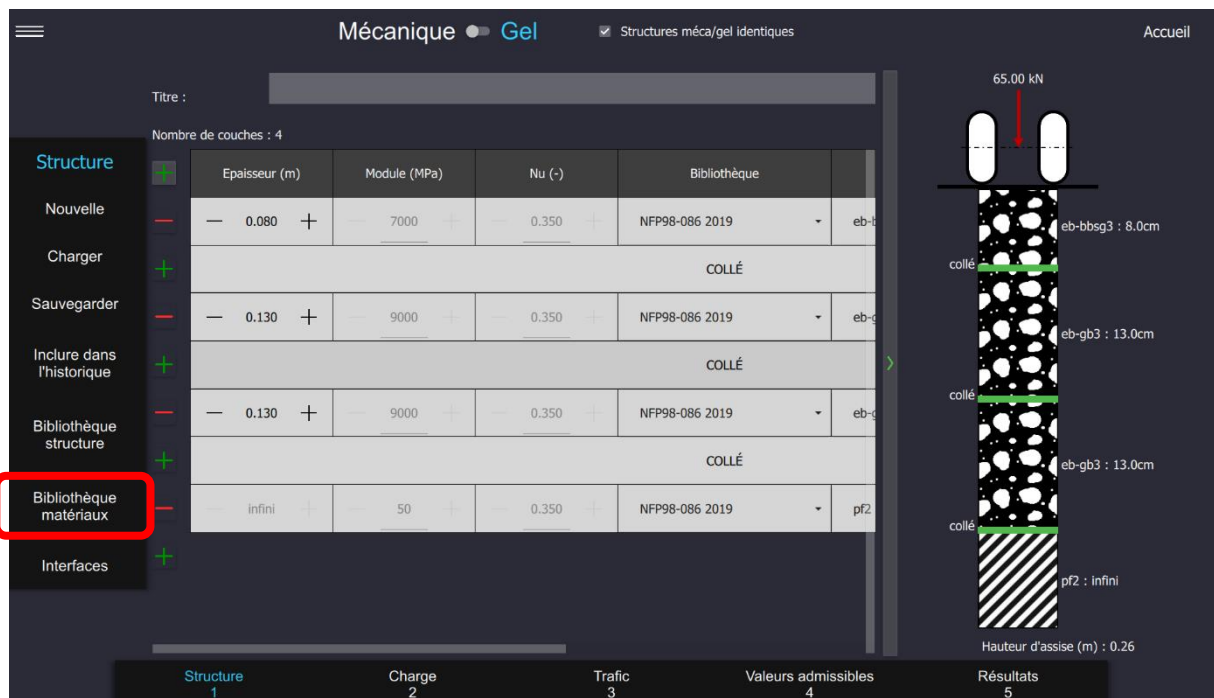 Mécanique Gel
Structures méca/gel identiques
Accueil
Titre :
Nombre de couches : 4
Structure
Nouvelle
Charger
Sauvegarder
Inclure dans
l'historique
Bibliothèque
structure
Bibliothèque
matériaux
Interfaces
Epaisseur (m) Module (MPa) Nu (-) Bibliothèque
0.080 7000 0.350 NFP98-086 2019
COLLÉ
0.130 9000 0.350 NFP98-086 2019
COLLÉ
0.130 9000 0.350 NFP98-086 2019
COLLÉ
infini 50 0.350 NFP98-086 2019 pf2
65.00 kN
eb-bbsg3 : 8.0cm
collé
eb-gb3 : 13.0cm
collé
eb-gb3 : 13.0cm
collé
pf2 : infini
Hauteur d'assise (m) : 0.26
Structure Charge Trafic Valeurs admissibles Résultats
1 2 3 4 5